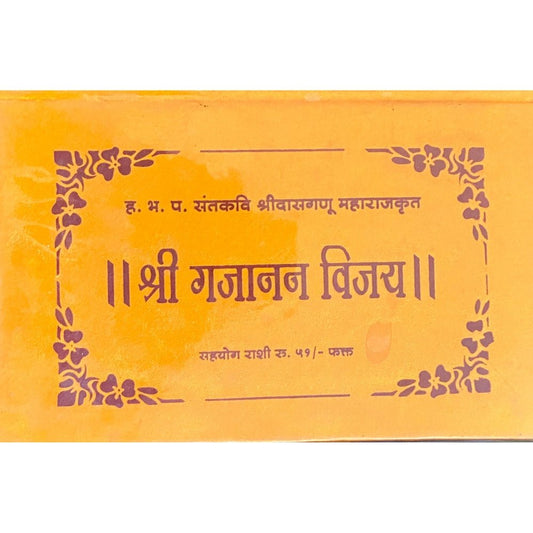 ह. भ. प. संतकवि श्रीदासगणू महाराजकृत
||श्री गजानन विजय||
सहयोग राशी रु. ५१/- फक्त